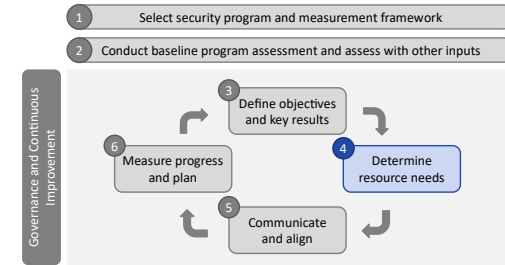 1 Select security program and measurement framework
2 Conduct baseline program assessment and assess with other inputs
Governance and Continuous
Improvement
3
Define objectives
and key results
4
Determine
resource needs
5
Communicate
and align
6
Measure progress
and plan